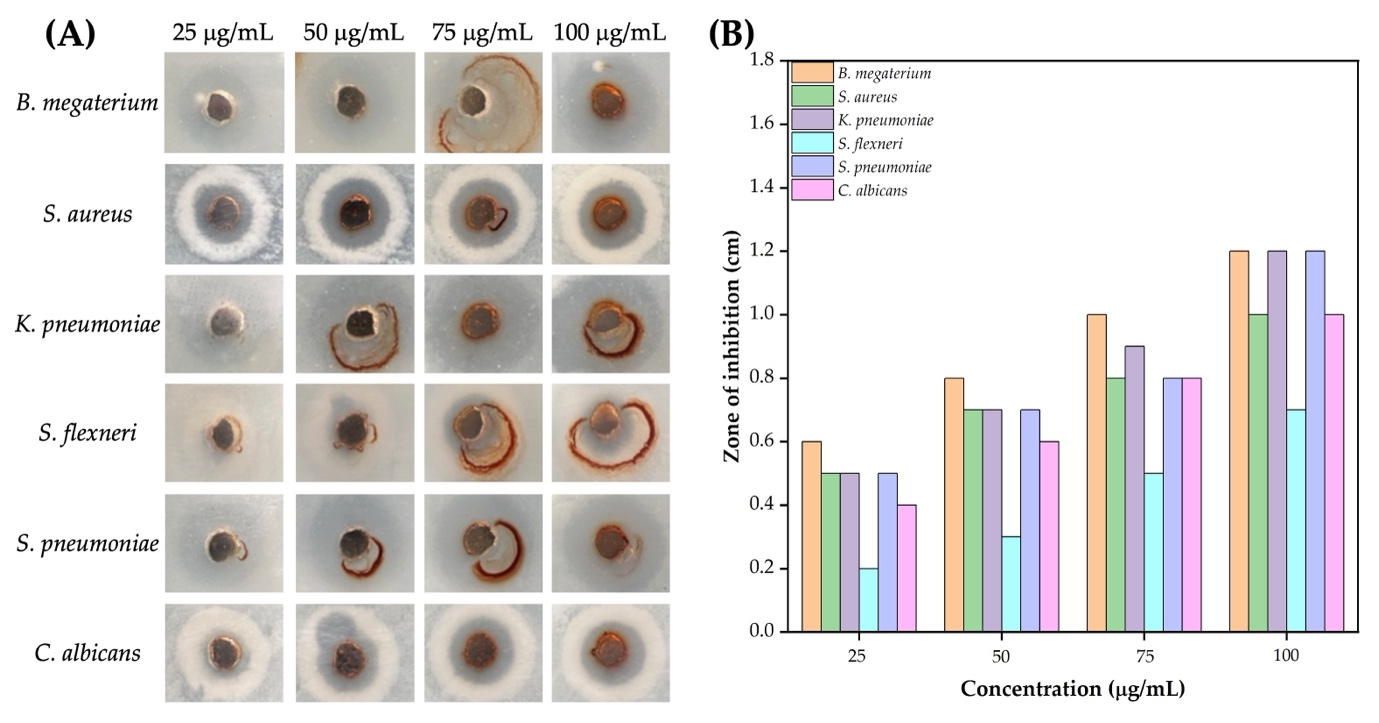 (A)
25 µg/mL 50 µg/mL 75 µg/mL 100 µg/mL
B. megaterium
S. aureus
K. pneumoniae
S. flexneri
S. pneumoniae
C. albicans
(B)
B. megaterium
S. aureus
K. pneumoniae
S. flexneri
S. pneumoniae
C. albicans
Zone of inhibition (cm)
1.8
1.6
1.4
1.2
1.0
0.8
0.6
0.4
0.2
0.0
25 50 75 100
Concentration (µg/mL)